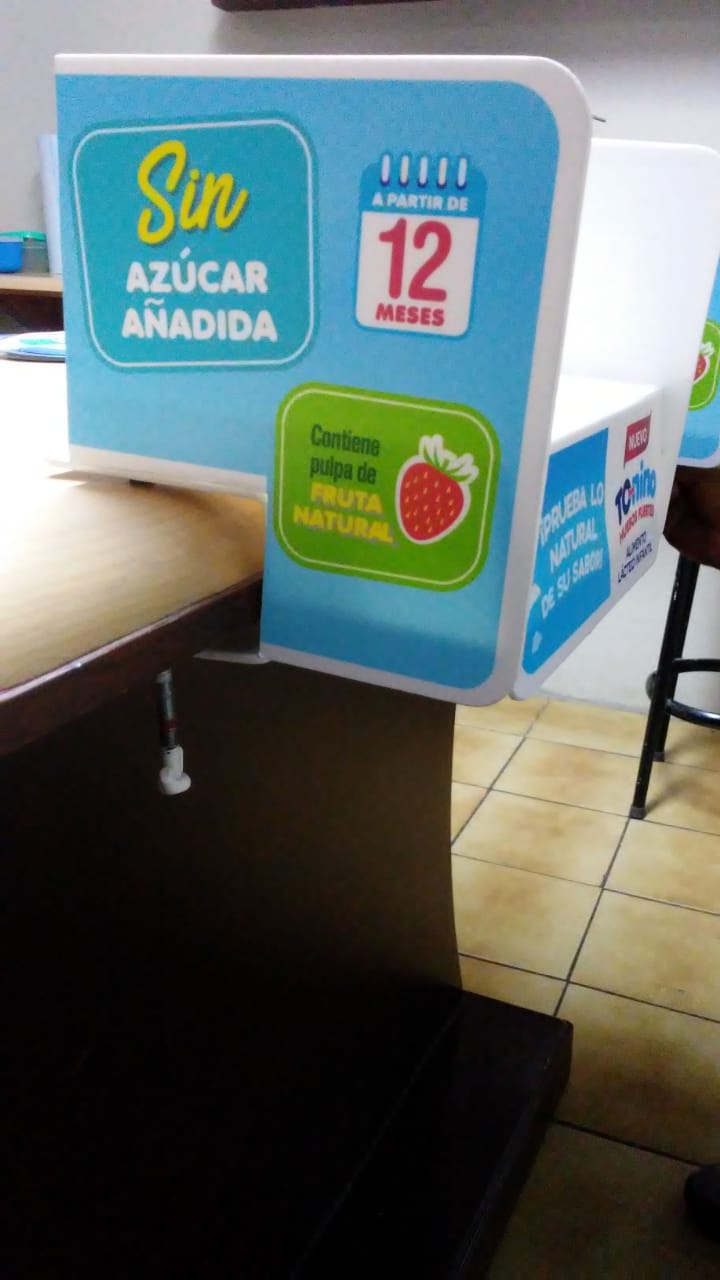 Sin
AZÚCAR
AÑADIDA
A PARTIR DE
12
MESES
Contiene
pulpa de
FRUTA
NATURAL
¡PRUEBA LO
NATURAL
DE SU SABOR!
NUEVO
ALIMENTO
LÁCTEO INFANTIL